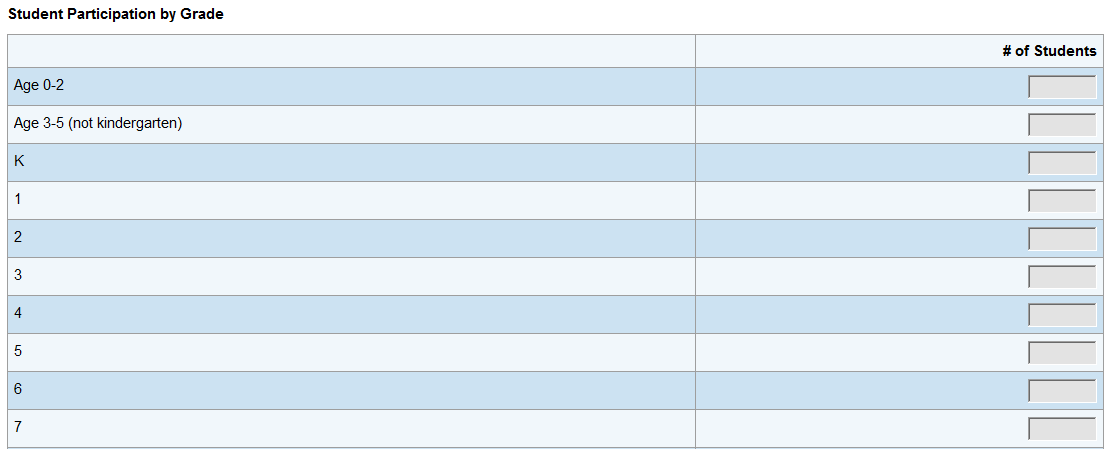 Student Participation by Grade
# of Students
Age 0-2
Age 3-5 (not kindergarten)
K
1
2
3
4
5
6
7